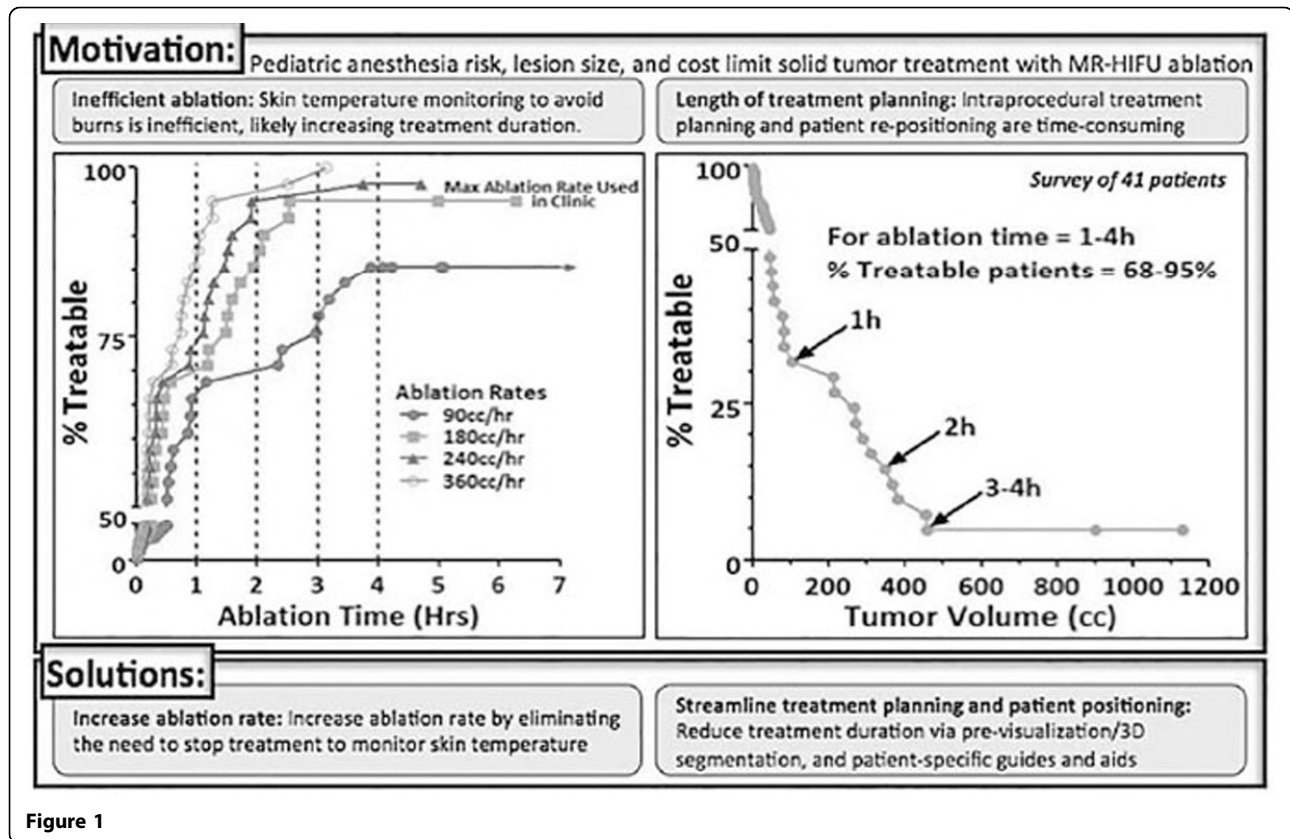 Motivation:
Pediatric anesthesia risk, lesion size, and cost limit solid tumor treatment with MR-HIFU ablation
Inefficient ablation: Skin temperature monitoring to avoid
burns is inefficient, likely increasing treatment duration.
Length of treatment planning: Intraprocedural treatment
planning and patient re-positioning are time-consuming
100
75
50
0
% Treatable
0 1 2 3 4 5 6 7
Ablation Time (Hrs)
Max Ablation Rate Used
in Clinic
Ablation Rates
90cc/hr
180cc/hr
240cc/hr
360cc/hr
100
50
25
0
% Treatable
0 200 400 600 800 1000 1200
Tumor Volume (cc)
Survey of 41 patients
For ablation time = 1-4h
% Treatable patients = 68-95%
1h
2h
3-4h
Solutions:
Increase ablation rate: Increase ablation rate by eliminating
the need to stop treatment to monitor skin temperature
Streamline treatment planning and patient positioning:
Reduce treatment duration via pre-visualization/3D
segmentation, and patient-specific guides and aids
Figure 1